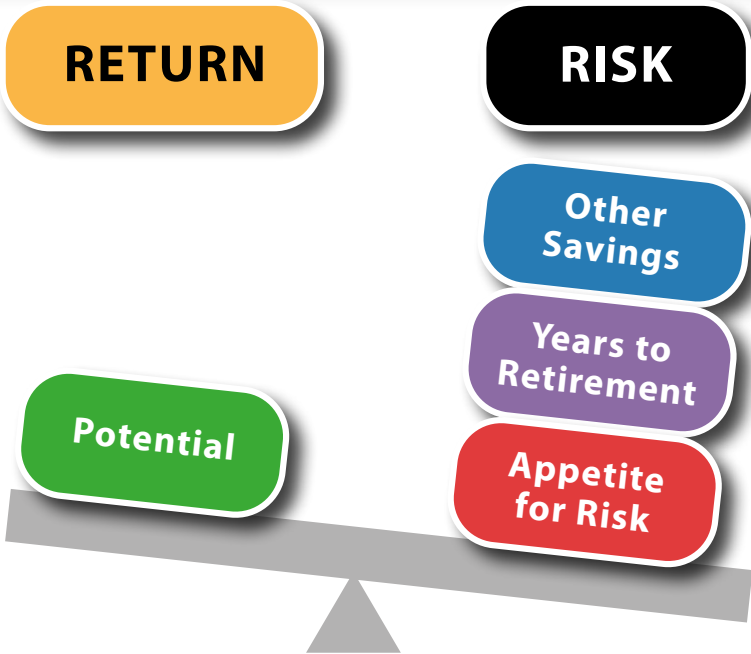 RETURN
RISK
Other
Savings
Years to
Retirement
Potential
Appetite
for Risk